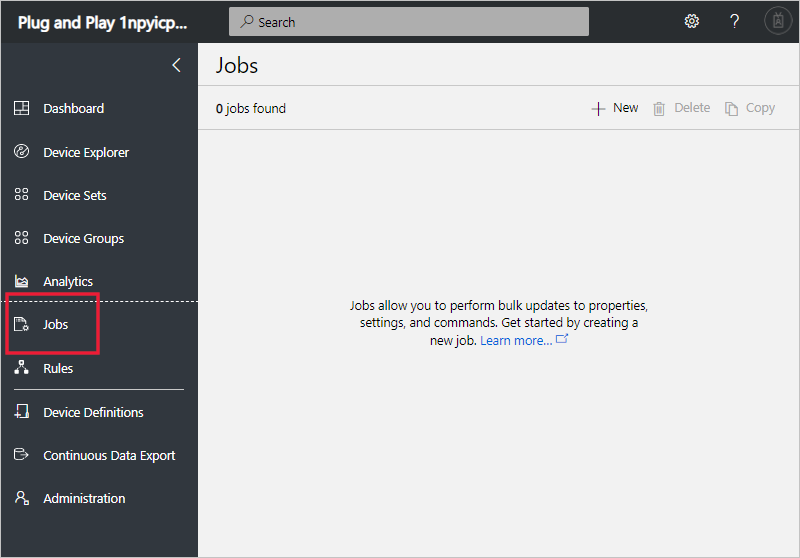 Plug and Play 1npyicp...
Search
?
Jobs
0 jobs found
New
Delete
Copy
Dashboard
Device Explorer
Device Sets
Device Groups
Analytics
Jobs
Rules
Device Definitions
Continuous Data Export
Administration
Jobs allow you to perform bulk updates to properties,
settings, and commands. Get started by creating a
new job. Learn more...